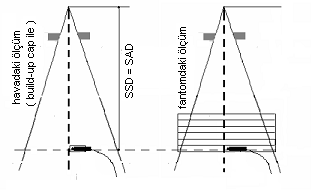 havadaki ölçüm
( build-up cap ile )
SSD = SAD
fantomdaki ölçüm